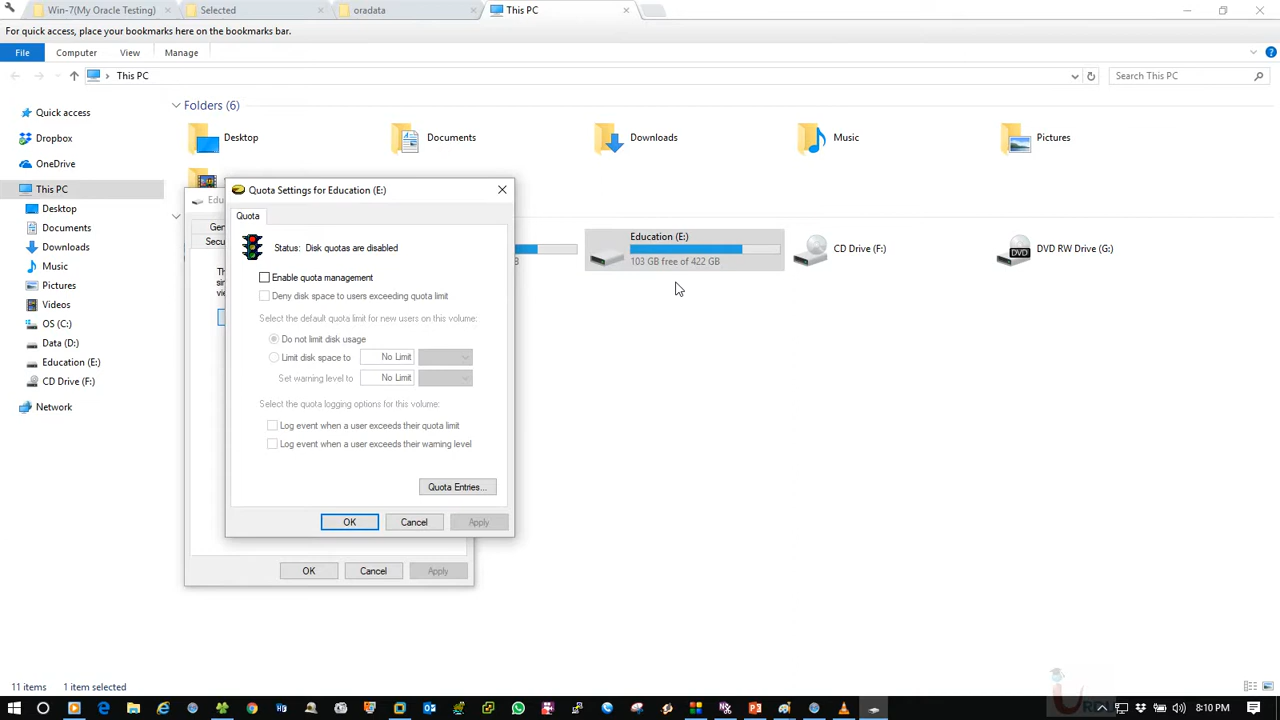 Win-7(My Oracle Testing)
Selected
oradata
This PC
For quick access, place your bookmarks here on the bookmarks bar.
File
Computer
View
Manage
This PC
Search This PC
Quick access
Dropbox
OneDrive
This PC
Desktop
Documents
Downloads
Music
Pictures
Videos
OS (C:)
Data (D:)
Education (E:)
CD Drive (F:)
Network
Folders (6)
Desktop
Documents
Downloads
Music
Pictures
Education (E:)
103 GB free of 422 GB
CD Drive (F:)
DVD RW Drive (G:)
Quota Settings for Education (E:)
Quota
Status: Disk quotas are disabled
Enable quota management
Deny disk space to users exceeding quota limit
Select the default quota limit for new users on this volume:
Do not limit disk usage
Limit disk space to No Limit
Set warning level to No Limit
Select the quota logging options for this volume:
Log event when a user exceeds their quota limit
Log event when a user exceeds their warning level
Quota Entries...
OK Cancel Apply
OK Cancel Apply
11 items 1 item selected
8:10 PM